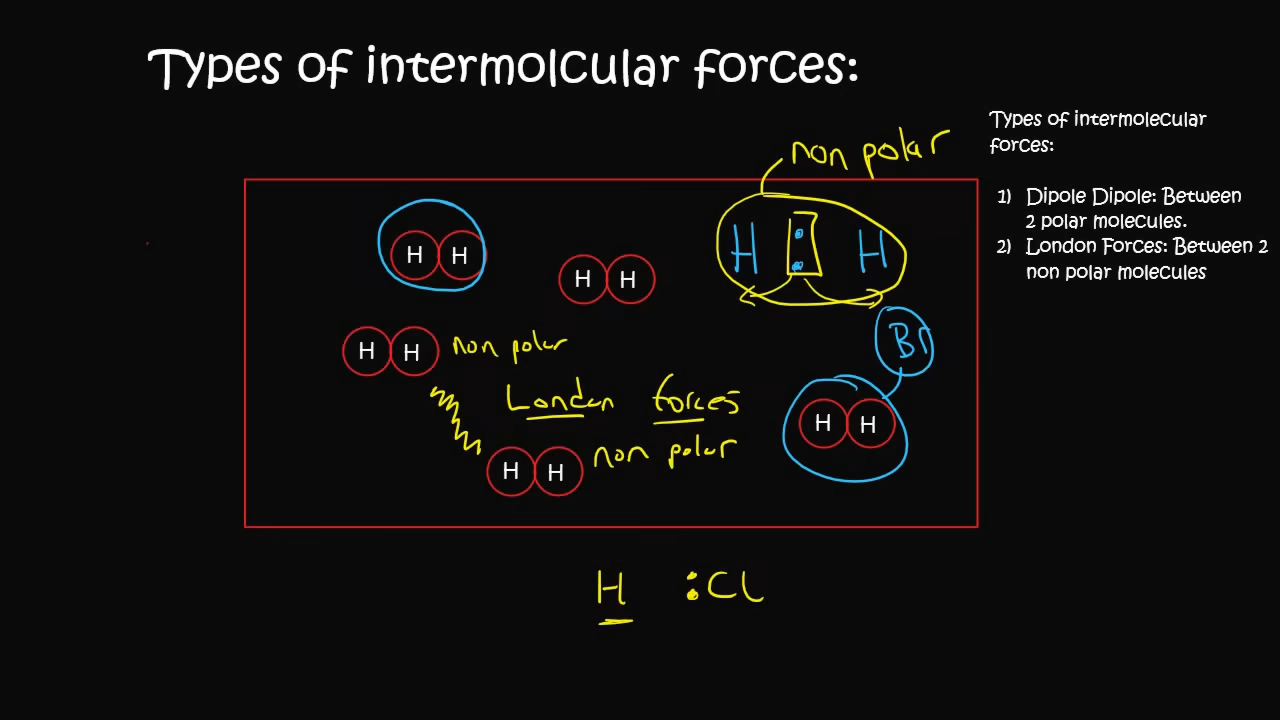 Types of intermolcular forces:
Types of intermolecular
forces:
1) Dipole Dipole: Between
2 polar molecules.
2) London Forces: Between 2
non polar molecules
non polar
H H
H : H
H H
H H non polar
Br
London forces
H H
H H non polar
H :Cl